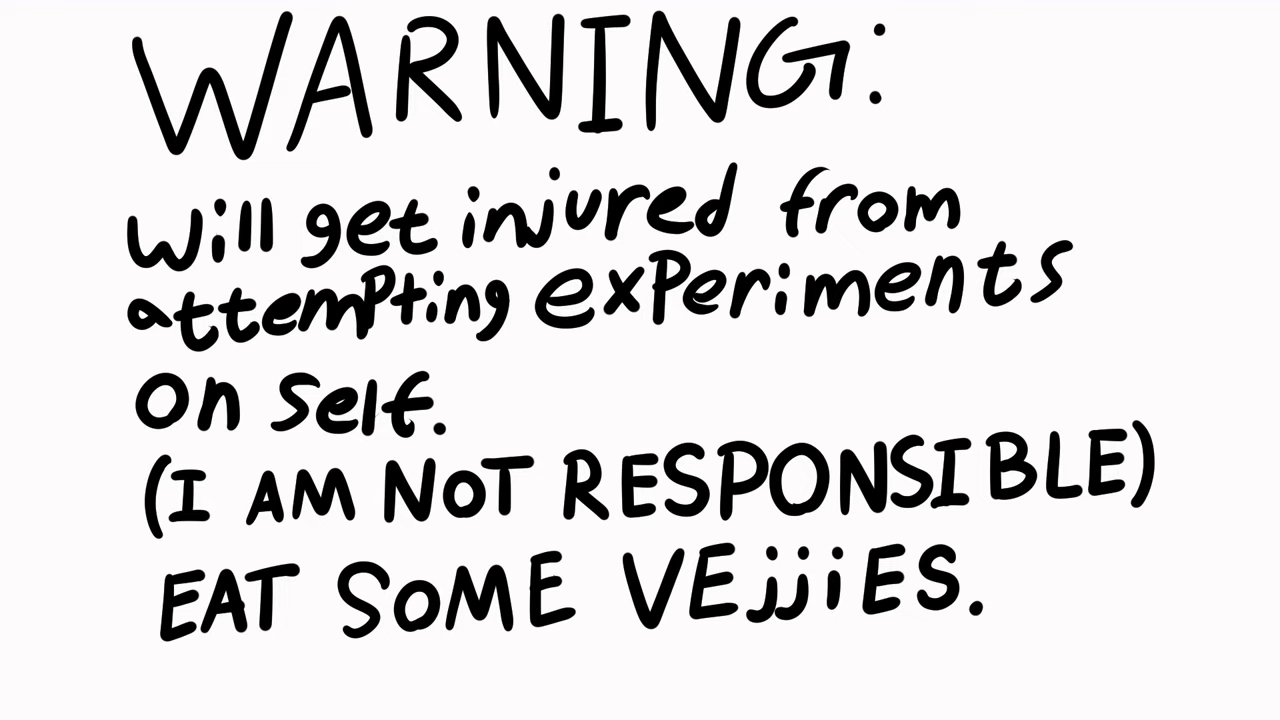 WARNING:
Will get injured from
attempting experiments
on self.
(I AM NOT RESPONSIBLE)
EAT SOME VEjjiES.